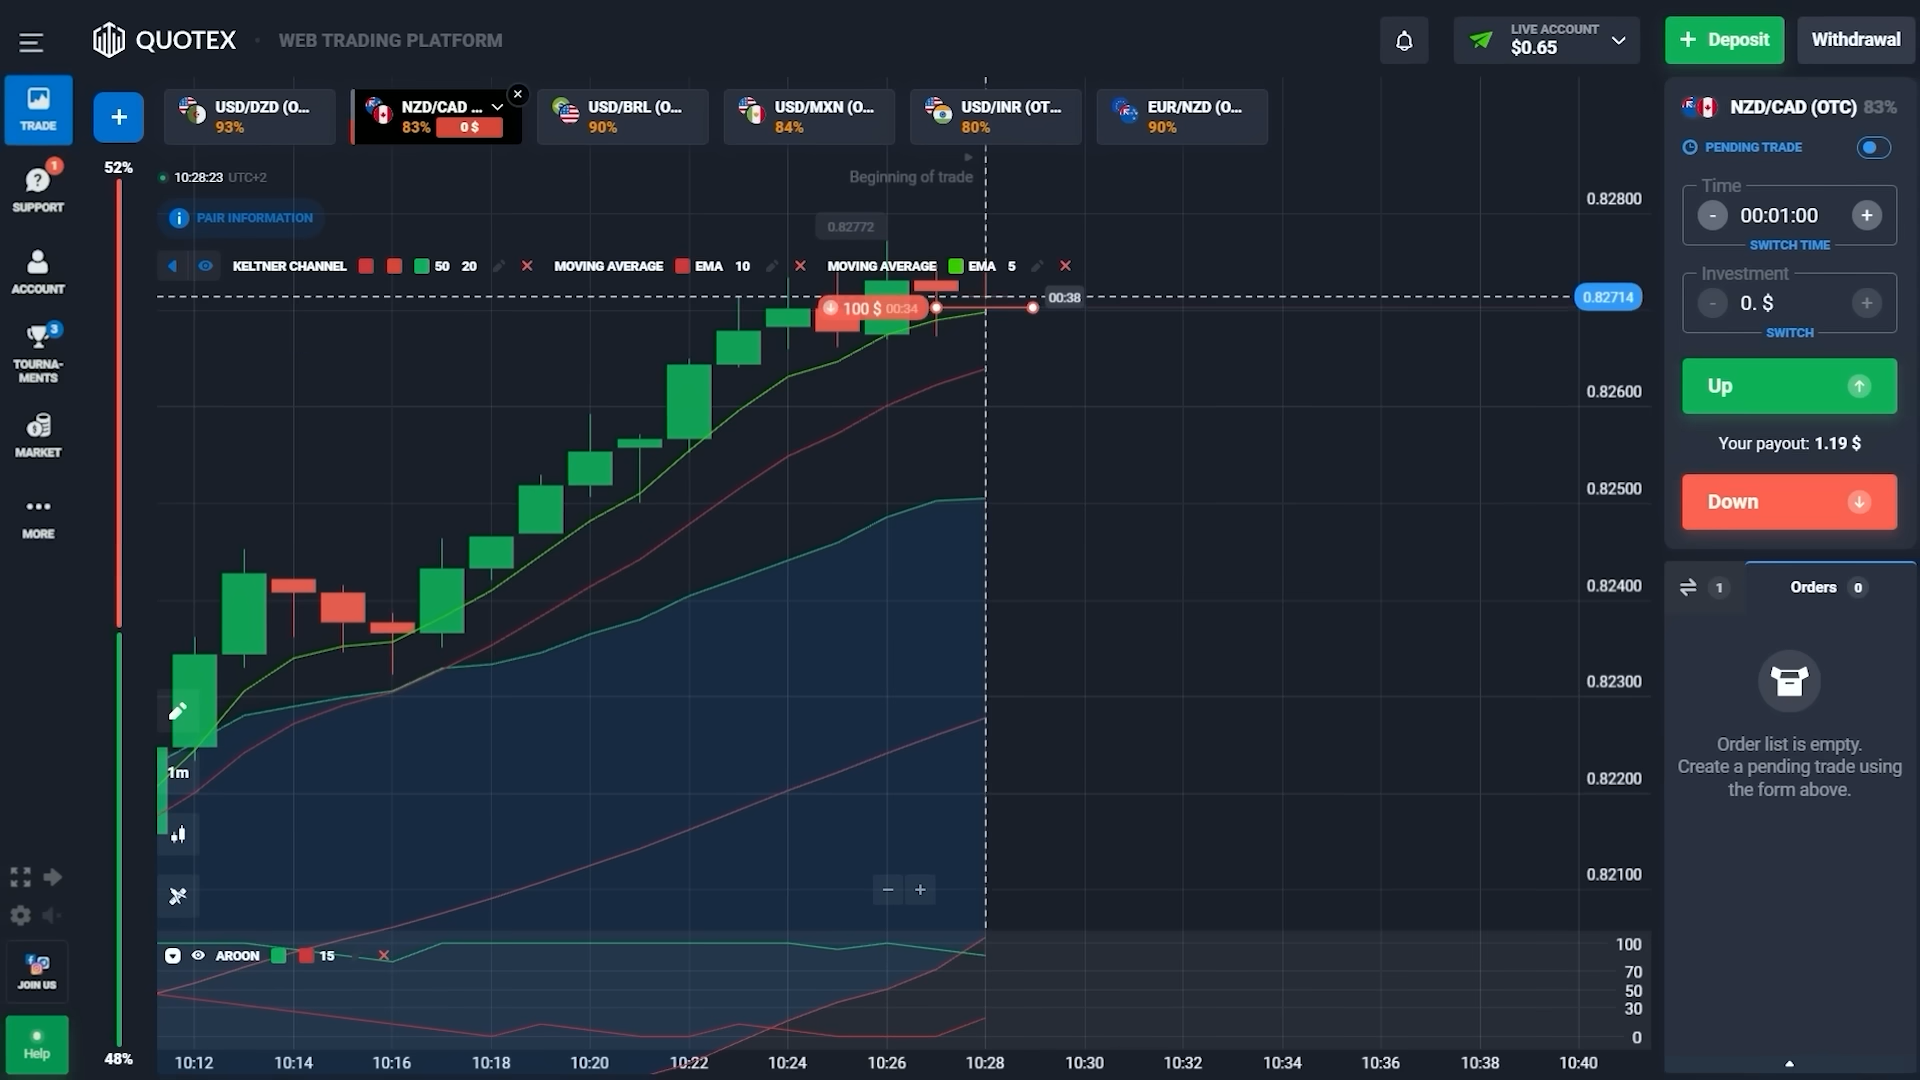 QUOTEX
WEB TRADING PLATFORM
LIVE ACCOUNT
$0.65
+ Deposit
Withdrawal
TRADE
+
USD/DZD (O...
93%
NZD/CAD ...
83% 0 $
USD/BRL (O...
90%
USD/MXN (O...
84%
USD/INR (OT...
80%
EUR/NZD (O...
90%
NZD/CAD (OTC) 83%
PENDING TRADE
Time
- 00:01:00 +
SWITCH TIME
Investment
- 0. $ +
SWITCH
Up
Your payout: 1.19 $
Down
1
Orders 0
Order list is empty.
Create a pending trade using
the form above.
1
SUPPORT
ACCOUNT
3
TOURNA-
MENTS
MARKET
MORE
JOIN US
Help
52%
48%
10:28:23 UTC+2
Beginning of trade
PAIR INFORMATION
0.82772
KELTNER CHANNEL 50 20
MOVING AVERAGE EMA 10
MOVING AVERAGE EMA 5
100 $ 00:34
00:38
0.82714
0.82800
0.82600
0.82500
0.82400
0.82300
0.82200
0.82100
1m
AROON 15
100
70
50
30
0
10:12 10:14 10:16 10:18 10:20 10:22 10:24 10:26 10:28 10:30 10:32 10:34 10:36 10:38 10:40